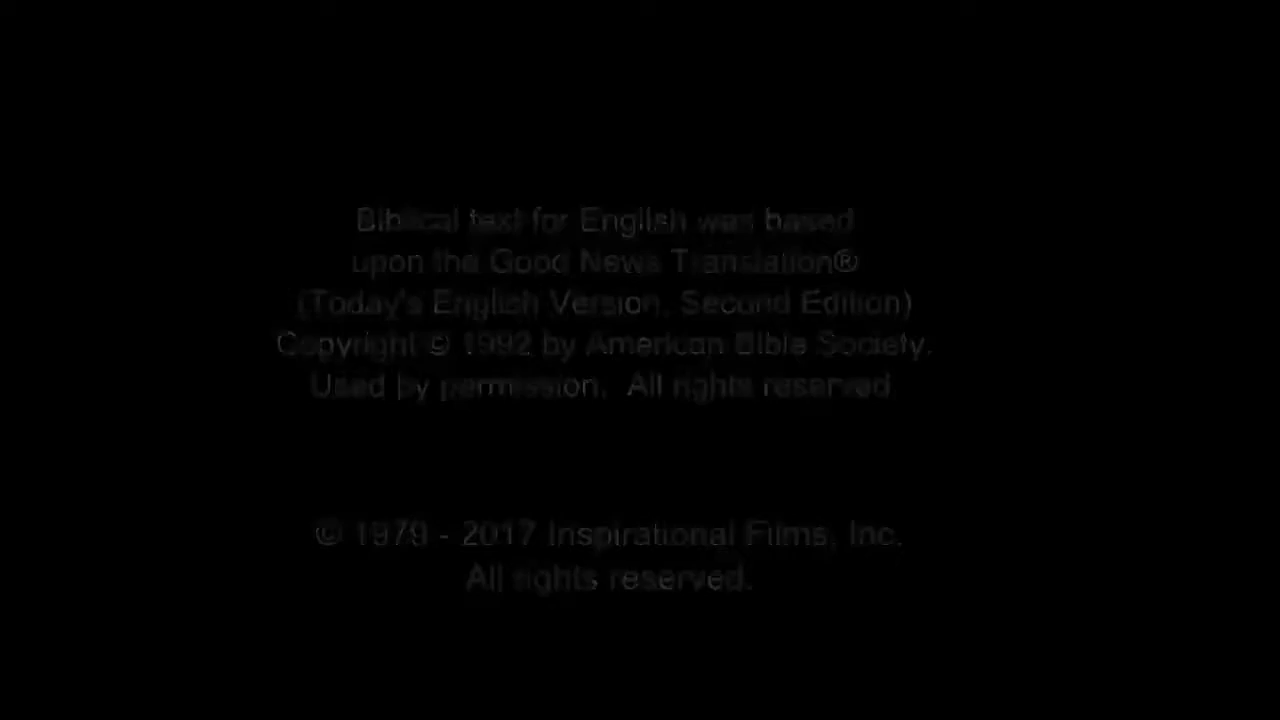 Biblical text for English was based
upon the Good News Translation®
(Today's English Version, Second Edition)
Copyright © 1992 by American Bible Society.
Used by permission.  All rights reserved.
© 1979 - 2017 Inspirational Films, Inc.
All rights reserved.